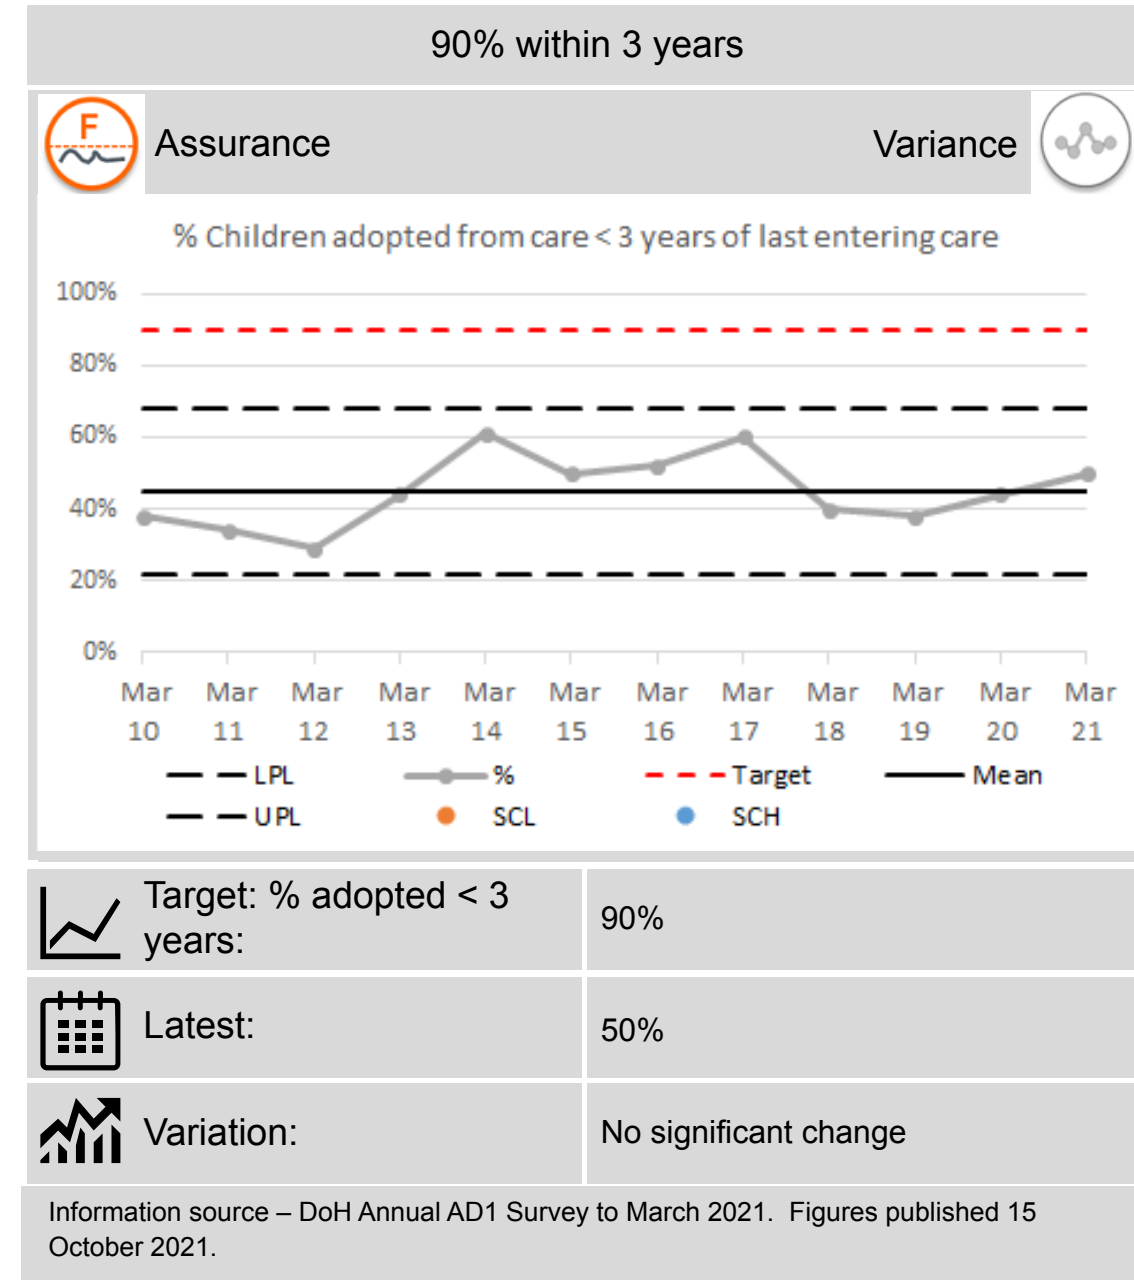 90% within 3 years
F
Assurance
Variance
% Children adopted from care < 3 years of last entering care
100%
80%
60%
40%
20%
0%
Mar Mar Mar Mar Mar Mar Mar Mar Mar Mar Mar Mar
10 11 12 13 14 15 16 17 18 19 20 21
LPL % Target Mean
UPL SCL SCH
Target: % adopted < 3
years:
90%
Latest:
50%
Variation:
No significant change
Information source – DoH Annual AD1 Survey to March 2021.  Figures published 15
October 2021.